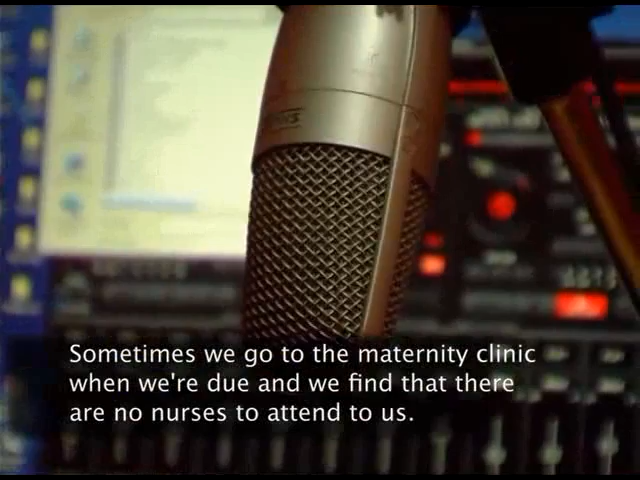 Sometimes we go to the maternity clinic
when we're due and we find that there
are no nurses to attend to us.